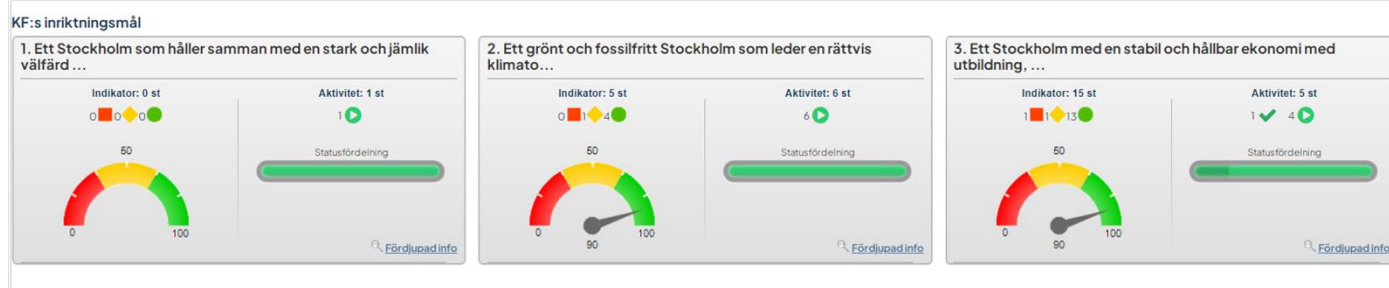 KF:s inriktningsmål
1. Ett Stockholm som håller samman med en stark och jämlik
välfärd ...
Indikator: 0 st
Aktivitet: 1 st
0 0 0
1
50
Statusfördelning
0
100
Fördjupad info
2. Ett grönt och fossilfritt Stockholm som leder en rättvis
klimato...
Indikator: 5 st
Aktivitet: 6 st
0 1 4
6
50
Statusfördelning
0
100
90
Fördjupad info
3. Ett Stockholm med en stabil och hållbar ekonomi med
utbildning, ...
Indikator: 15 st
Aktivitet: 5 st
1 1 13
1 4
50
Statusfördelning
0
100
90
Fördjupad info